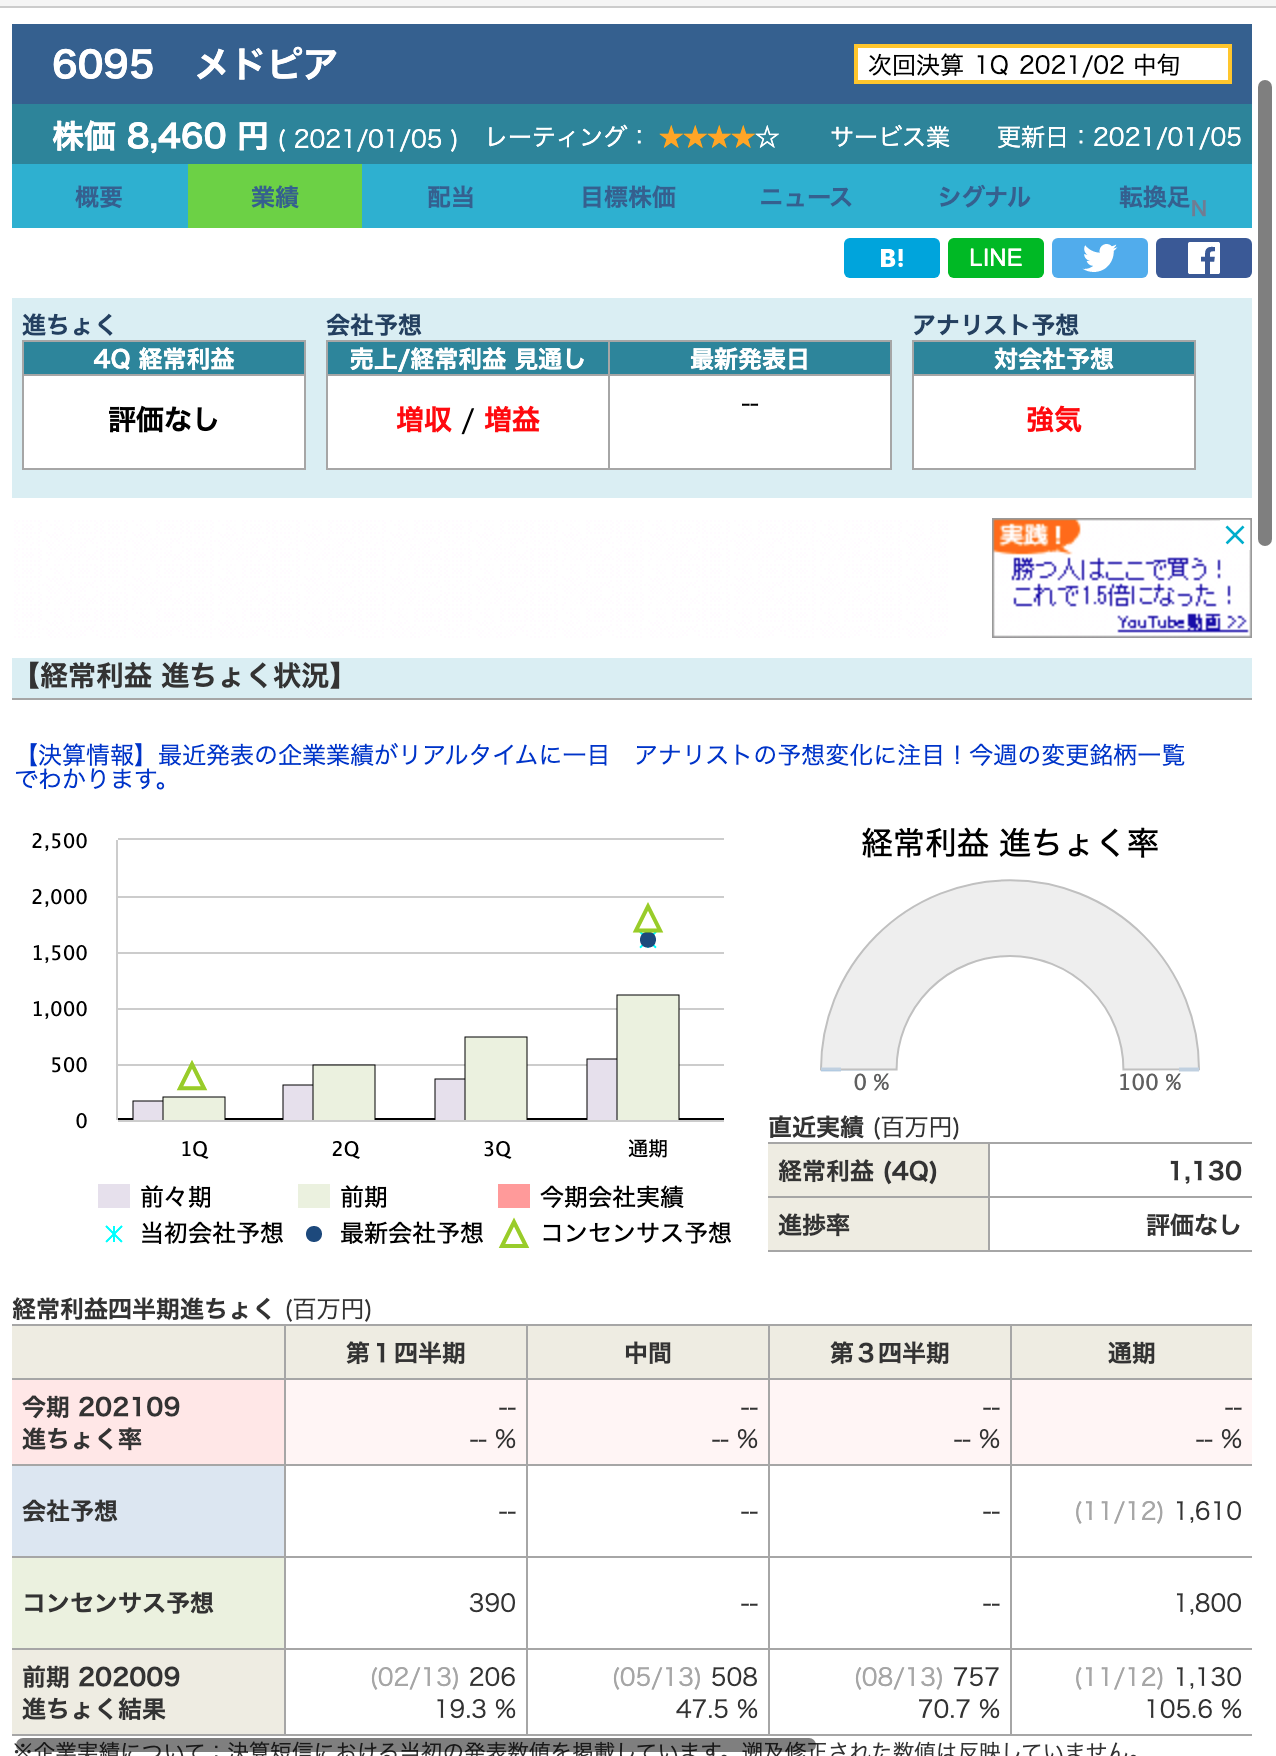 6095　メドピア
次回決算 1Q 2021/02 中旬
株価 8,460 円 ( 2021/01/05 ) レーティング： ★★★★☆ サービス業 更新日：2021/01/05
概要 業績 配当 目標株価 ニュース シグナル 転換足N
B! LINE
進ちょく 会社予想 アナリスト予想
4Q 経常利益 売上/経常利益 見通し 最新発表日 対会社予想
評価なし 増収 / 増益 -- 強気
実践！
勝つ人はここで買う！
これで1.5倍になった！
YouTube動画 >>
【経常利益 進ちょく状況】
【決算情報】最近発表の企業業績がリアルタイムに一目　アナリストの予想変化に注目！今週の変更銘柄一覧
でわかります。
経常利益 進ちょく率
2,500
2,000
1,500
1,000
500
0
1Q 2Q 3Q 通期
0 % 100 %
前々期 前期 今期会社実績
当初会社予想 最新会社予想 コンセンサス予想
直近実績 (百万円)
経常利益 (4Q) 1,130
進捗率 評価なし
経常利益四半期進ちょく (百万円)
第１四半期 中間 第３四半期 通期
今期 202109 -- -- -- --
進ちょく率 -- % -- % -- % -- %
会社予想 -- -- -- (11/12) 1,610
コンセンサス予想 390 -- -- 1,800
前期 202009 (02/13) 206 (05/13) 508 (08/13) 757 (11/12) 1,130
進ちょく結果 19.3 % 47.5 % 70.7 % 105.6 %
※企業実績について：決算短信における当初の発表数値を掲載しています。遡及修正された数値は反映していません。